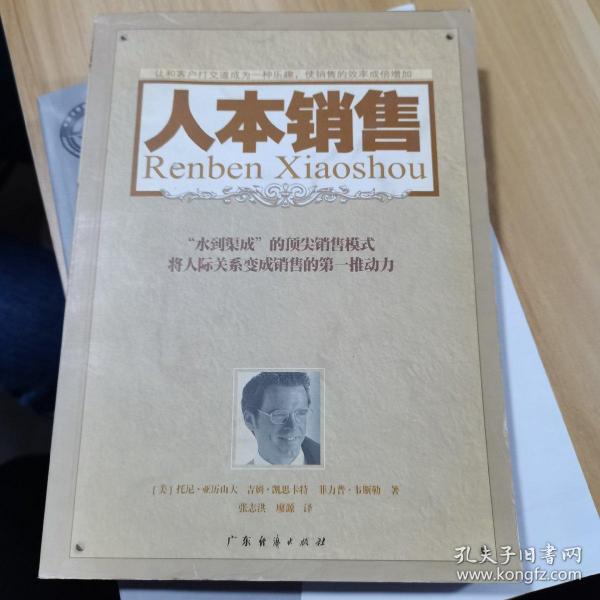 让和客户打交道成为一种乐趣，使销售的效率成倍增加
人本销售
Renben Xiaoshou
“水到渠成”的顶尖销售模式
将人际关系变成销售的第一推动力
［美］托尼·亚历山大 吉姆·凯思卡特 菲力普·韦斯勒 著
张志洪 廖源 译
广东经济出版社
孔夫子旧书网
www.kongfz.com